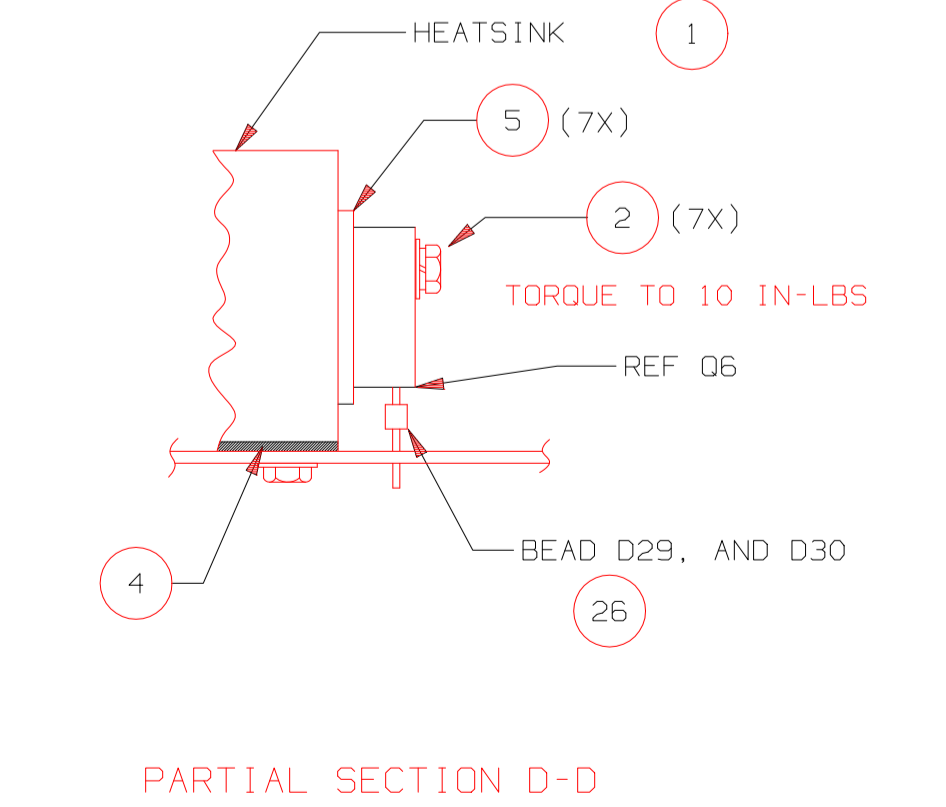 HEATSINK 1
5 (7X)
2 (7X)
TORQUE TO 10 IN-LBS
REF Q6
BEAD D29, AND D30
4
26
PARTIAL SECTION D-D